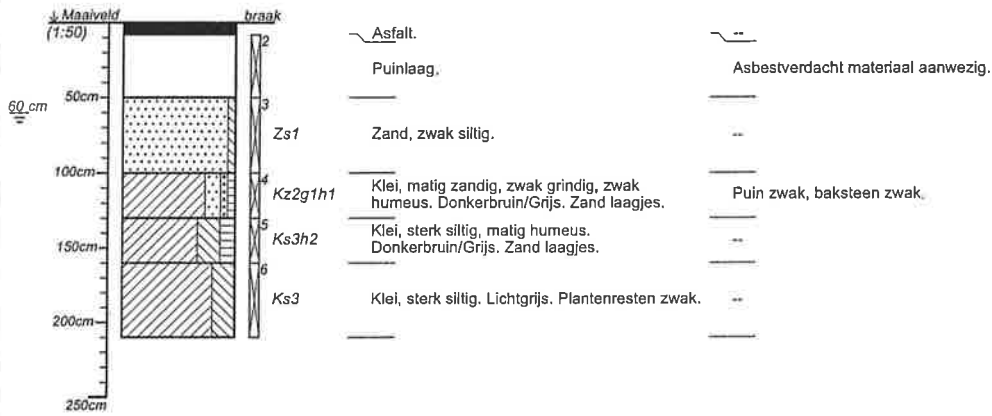 Maaiveld braak
(1:50)
2 Asfalt. --
Puinlaag. Asbestverdacht materiaal aanwezig.
50cm
60 cm
3
Zs1 Zand, zwak siltig. --
100cm
4
Kz2g1h1 Klei, matig zandig, zwak grindig, zwak humeus. Donkerbruin/Grijs. Zand laagjes. Puin zwak, baksteen zwak.
5
Ks3h2 Klei, sterk siltig, matig humeus. Donkerbruin/Grijs. Zand laagjes. --
150cm
6
Ks3 Klei, sterk siltig. Lichtgrijs. Plantenresten zwak. --
200cm
250cm